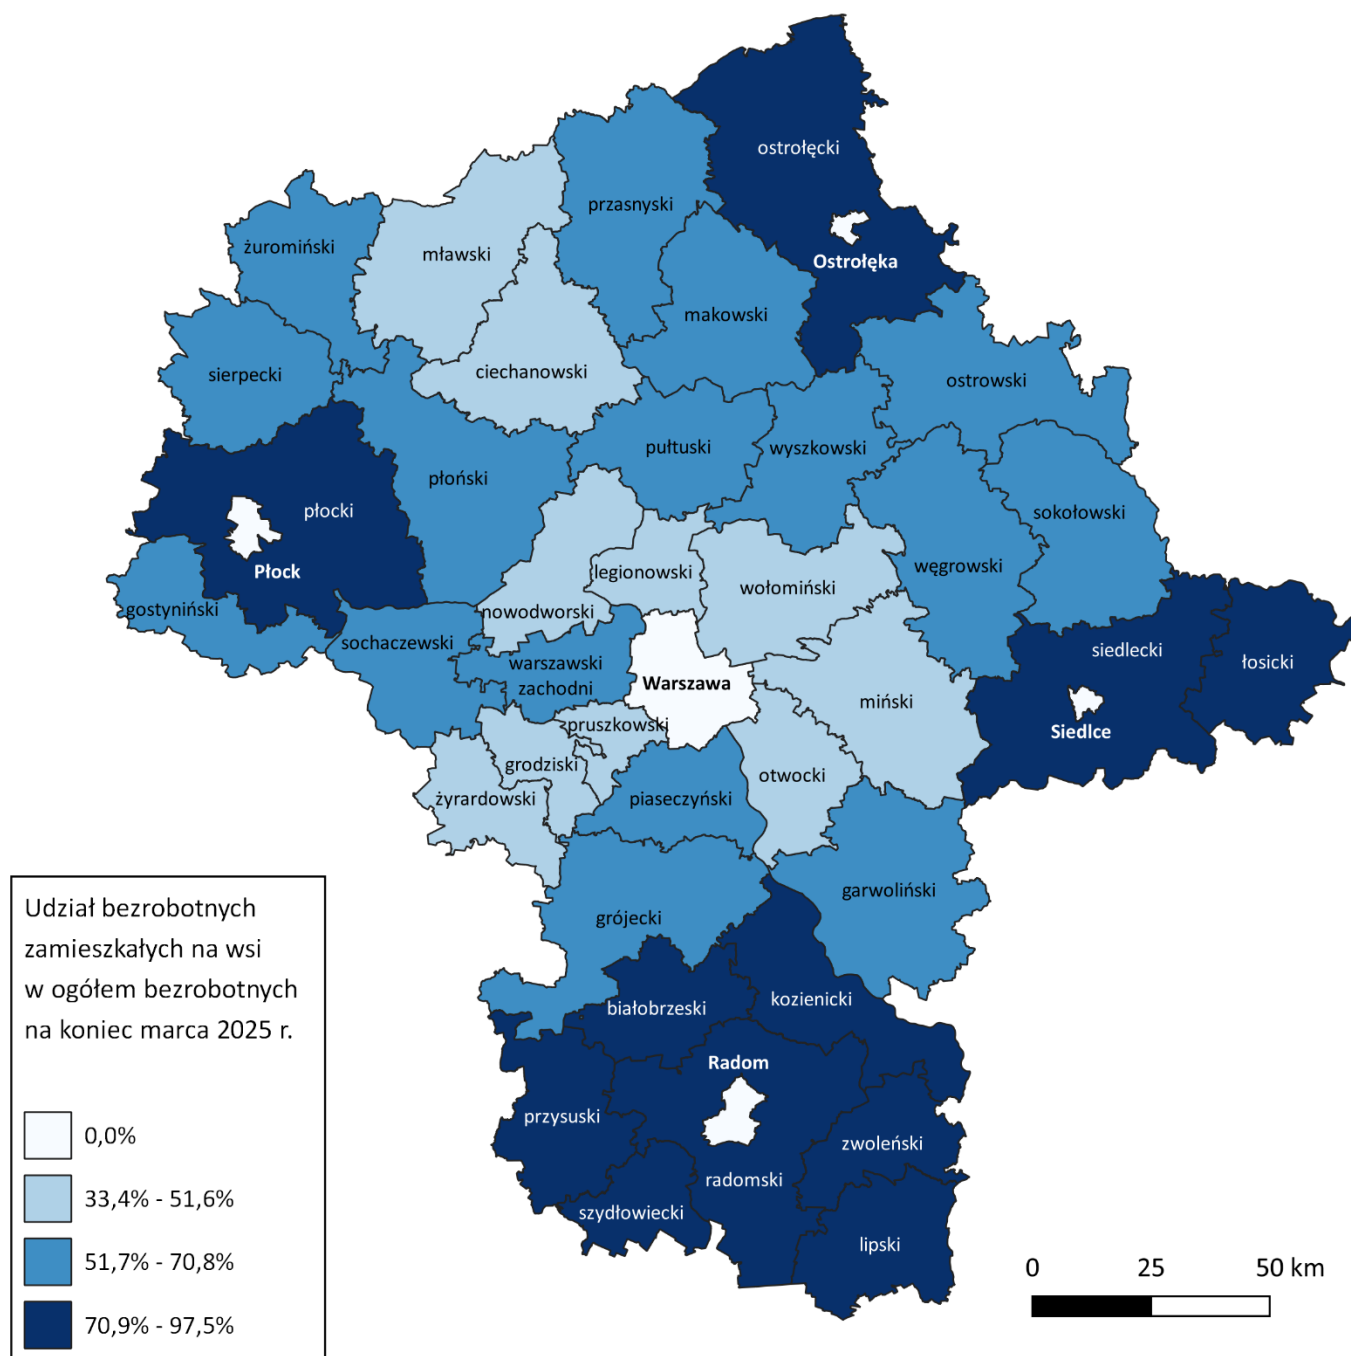 ostrołęcki
przasnyski
żuromiński
mławski
Ostrołęka
makowski
sierpecki
ciechanowski
ostrowski
pułtuski
wyszkowski
płoński
płocki
sokołowski
Płock
legionowski
wołomiński
węgrowski
gostyniński
nowodworski
sochaczewski
warszawski
zachodni
siedlecki
łosicki
Warszawa
miński
Siedlce
pruszkowski
grodziski
otwocki
żyrardowski
piaseczyński
garwoliński
grójecki
białobrzeski
kozienicki
Radom
przysuski
zwoleński
radomski
szydłowiecki
lipski
Udział bezrobotnych
zamieszkałych na wsi
w ogółem bezrobotnych
na koniec marca 2025 r.
0,0%
33,4% - 51,6%
51,7% - 70,8%
70,9% - 97,5%
0 25 50 km